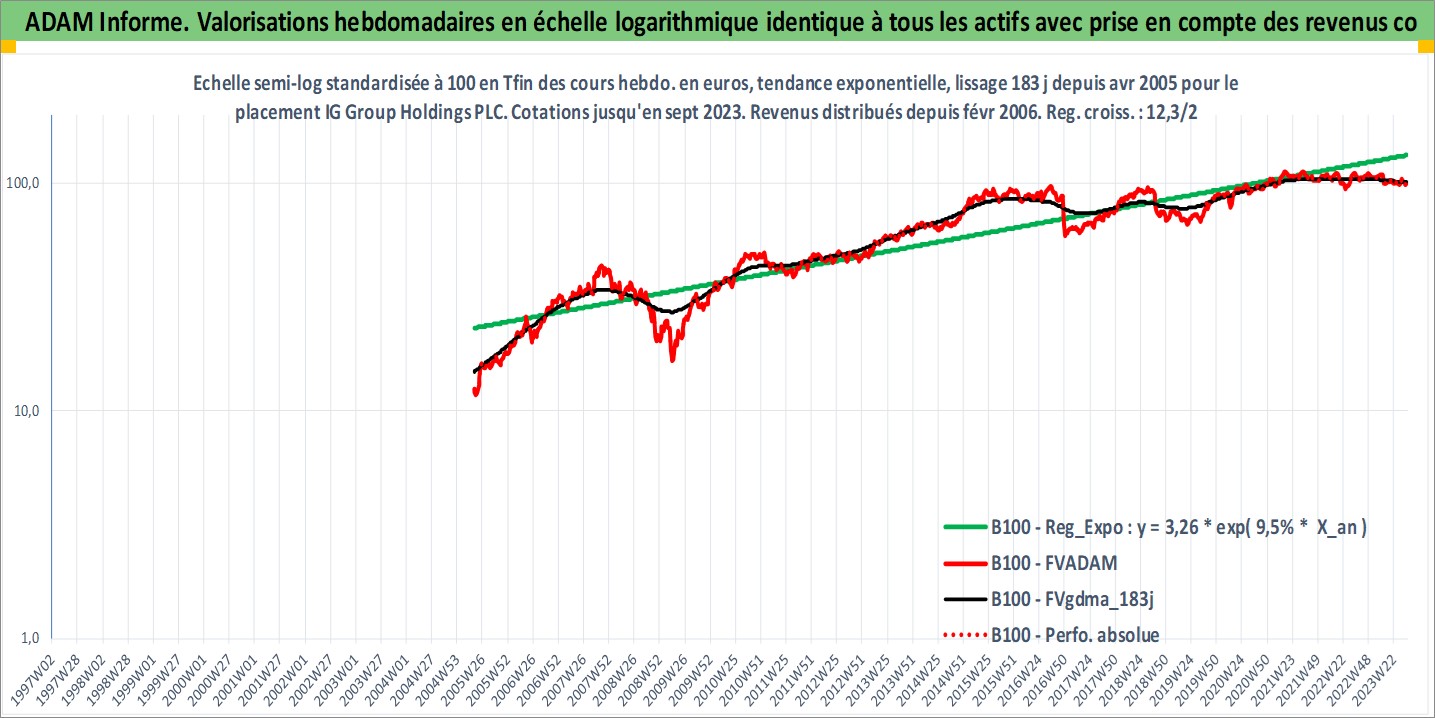 ADAM Informe. Valorisations hebdomadaires en échelle logarithmique identique à tous les actifs avec prise en compte des revenus co
Echelle semi-log standardisée à 100 en Tfin des cours hebdo. en euros, tendance exponentielle, lissage 183 j depuis avr 2005 pour le
placement IG Group Holdings PLC. Cotations jusqu'en sept 2023. Revenus distribués depuis févr 2006. Reg. croiss. : 12,3/2
100,0
10,0
1,0
B100 - Reg_Expo : y = 3,26 * exp( 9,5% * X_an )
B100 - FVADAM
B100 - FVgdma_183j
B100 - Perfo. absolue
1997W02
1997W28
1998W02
1998W28
1999W01
1999W27
2000W01
2000W27
2001W01
2001W27
2002W01
2002W27
2003W01
2003W27
2004W01
2004W27
2004W53
2005W26
2005W52
2006W26
2006W52
2007W26
2007W52
2008W26
2008W52
2009W26
2009W52
2010W25
2010W51
2011W25
2011W51
2012W25
2012W51
2013W25
2013W51
2014W25
2014W51
2015W25
2015W51
2016W24
2016W50
2017W24
2017W50
2018W24
2018W50
2019W24
2019W50
2020W24
2020W50
2021W23
2021W49
2022W22
2022W48
2023W22